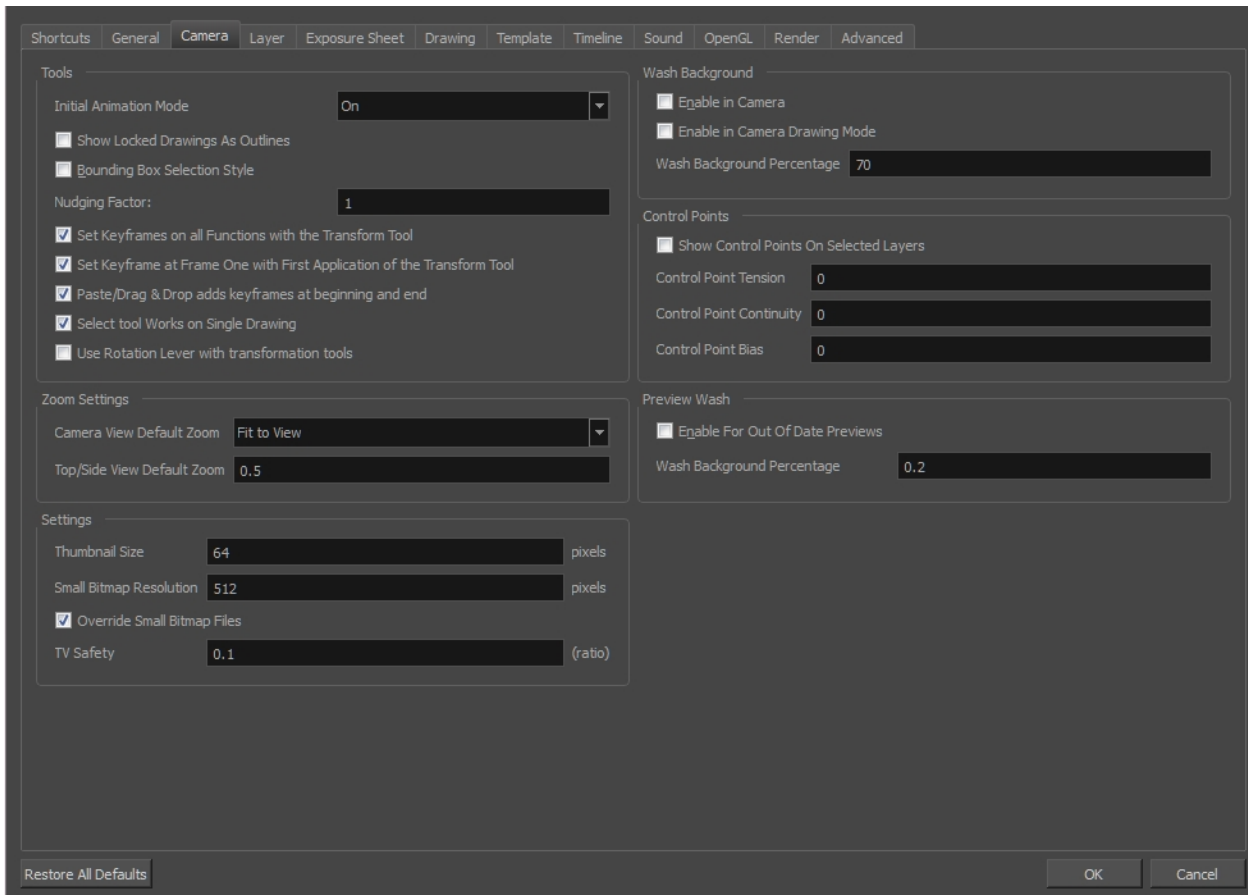 Shortcuts General Camera Layer Exposure Sheet Drawing Template Timeline Sound OpenGL Render Advanced
Tools
Initial Animation Mode On
Show Locked Drawings As Outlines
Bounding Box Selection Style
Nudging Factor: 1
Set Keyframes on all Functions with the Transform Tool
Set Keyframe at Frame One with First Application of the Transform Tool
Paste/Drag & Drop adds keyframes at beginning and end
Select tool Works on Single Drawing
Use Rotation Lever with transformation tools
Zoom Settings
Camera View Default Zoom Fit to View
Top/Side View Default Zoom 0.5
Settings
Thumbnail Size 64 pixels
Small Bitmap Resolution 512 pixels
Override Small Bitmap Files
TV Safety 0.1 (ratio)
Wash Background
Enable in Camera
Enable in Camera Drawing Mode
Wash Background Percentage 70
Control Points
Show Control Points On Selected Layers
Control Point Tension 0
Control Point Continuity 0
Control Point Bias 0
Preview Wash
Enable For Out Of Date Previews
Wash Background Percentage 0.2
Restore All Defaults OK Cancel